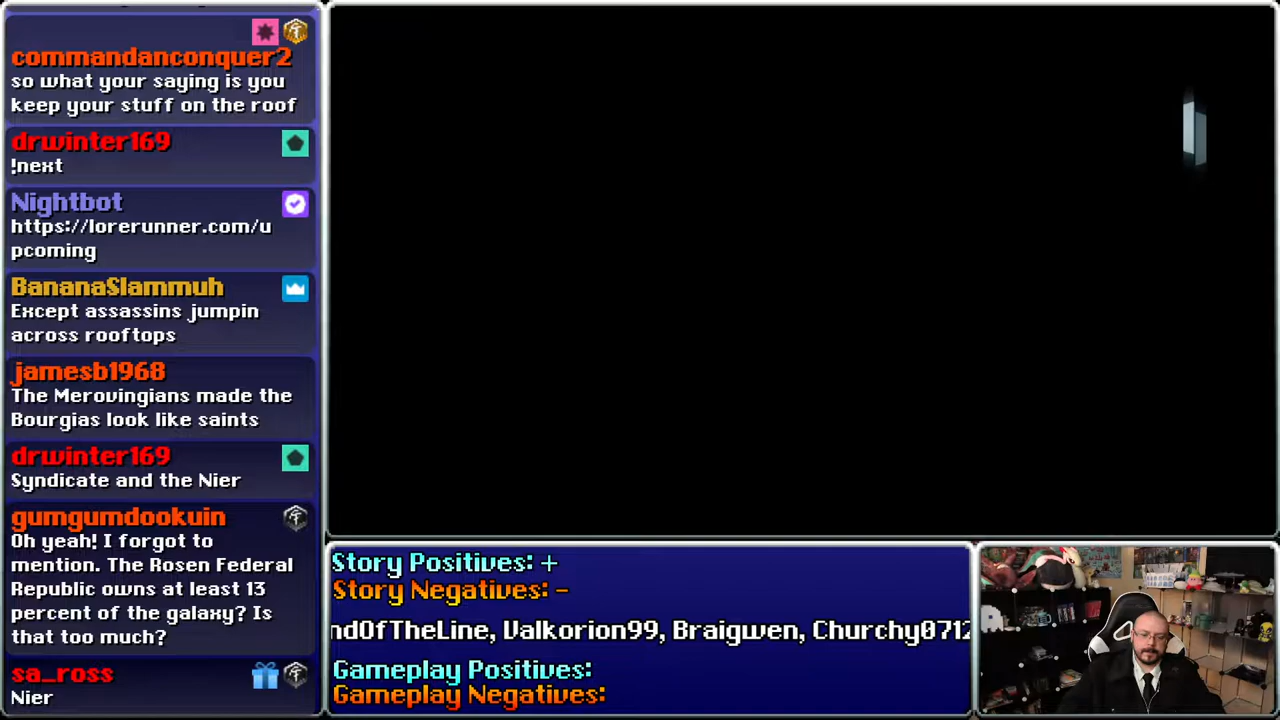 commandanconquer2
so what your saying is you
keep your stuff on the roof
drwinter169
!next
Nightbot
https://lorerunner.com/u
pcoming
BananaSlammuh
Except assassins jumpin
across rooftops
jamesb1968
The Merovingians made the
Bourgias look like saints
drwinter169
Syndicate and the Nier
gumgumdookuin
Oh yeah! I forgot to
mention. The Rosen Federal
Republic owns at least 13
percent of the galaxy? Is
that too much?
sa_ross
Nier
Story Positives: +
Story Negatives: -
ndOfTheLine, Valkorion99, Braigwen, Churchy0712
Gameplay Positives:
Gameplay Negatives: